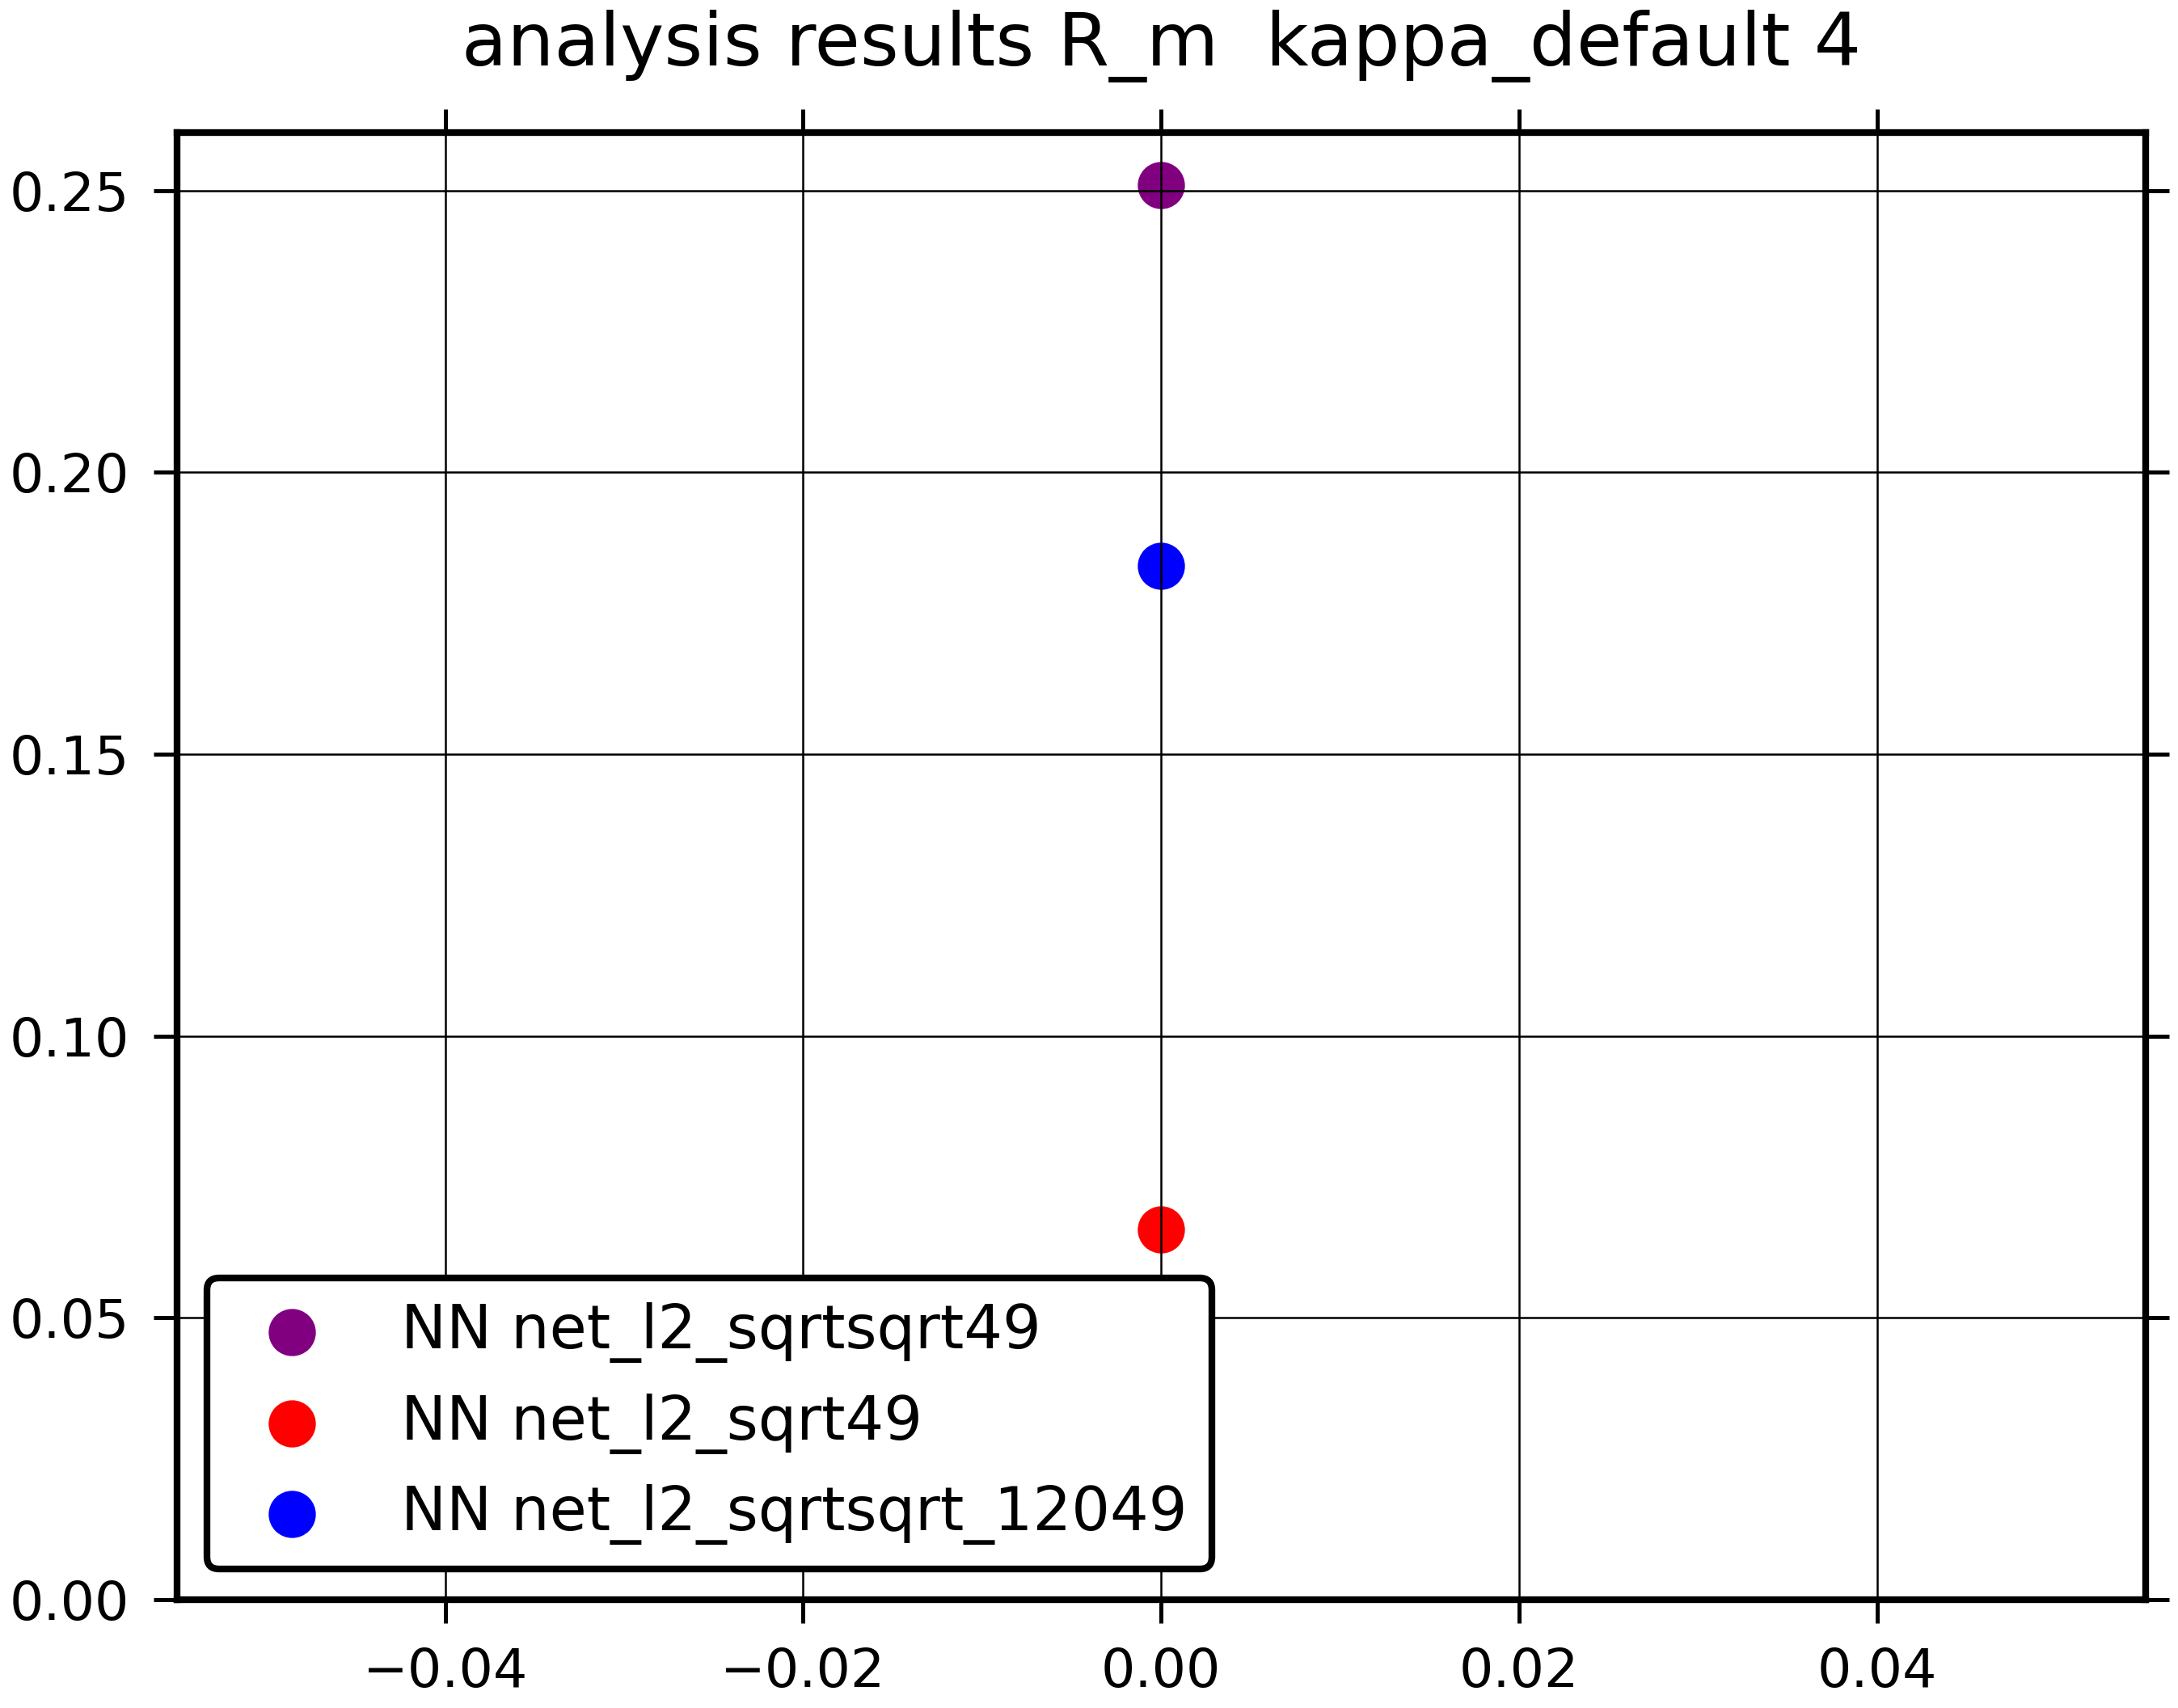 analysis results R_m  kappa_default 4
0.25
0.20
0.15
0.10
0.05
0.00
NN net_l2_sqrtsqrt49
NN net_l2_sqrt49
NN net_l2_sqrtsqrt_12049
−0.04 −0.02 0.00 0.02 0.04